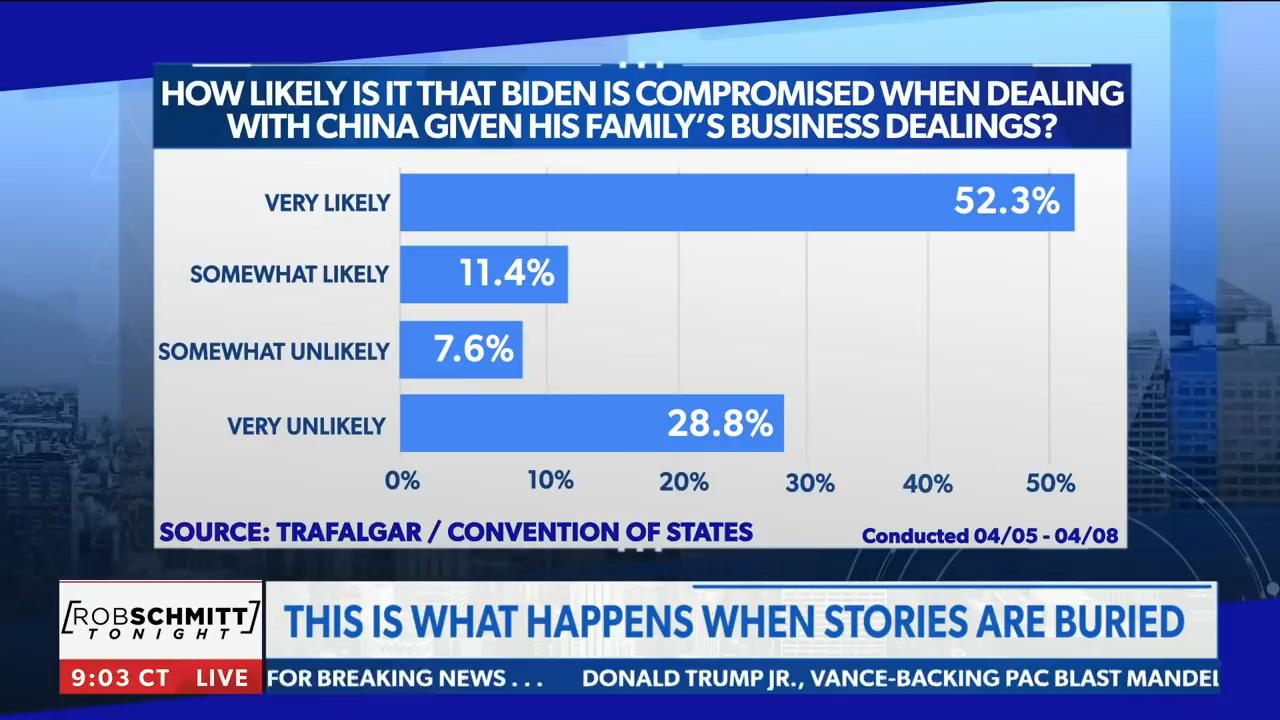 HOW LIKELY IS IT THAT BIDEN IS COMPROMISED WHEN DEALING
WITH CHINA GIVEN HIS FAMILY'S BUSINESS DEALINGS?
VERY LIKELY 52.3%
SOMEWHAT LIKELY 11.4%
SOMEWHAT UNLIKELY 7.6%
VERY UNLIKELY 28.8%
0% 10% 20% 30% 40% 50%
SOURCE: TRAFALGAR / CONVENTION OF STATES Conducted 04/05 - 04/08
[ROBSCHMITT]
TONIGHT
THIS IS WHAT HAPPENS WHEN STORIES ARE BURIED
9:03 CT LIVE
FOR BREAKING NEWS . . . DONALD TRUMP JR., VANCE-BACKING PAC BLAST MANDEL